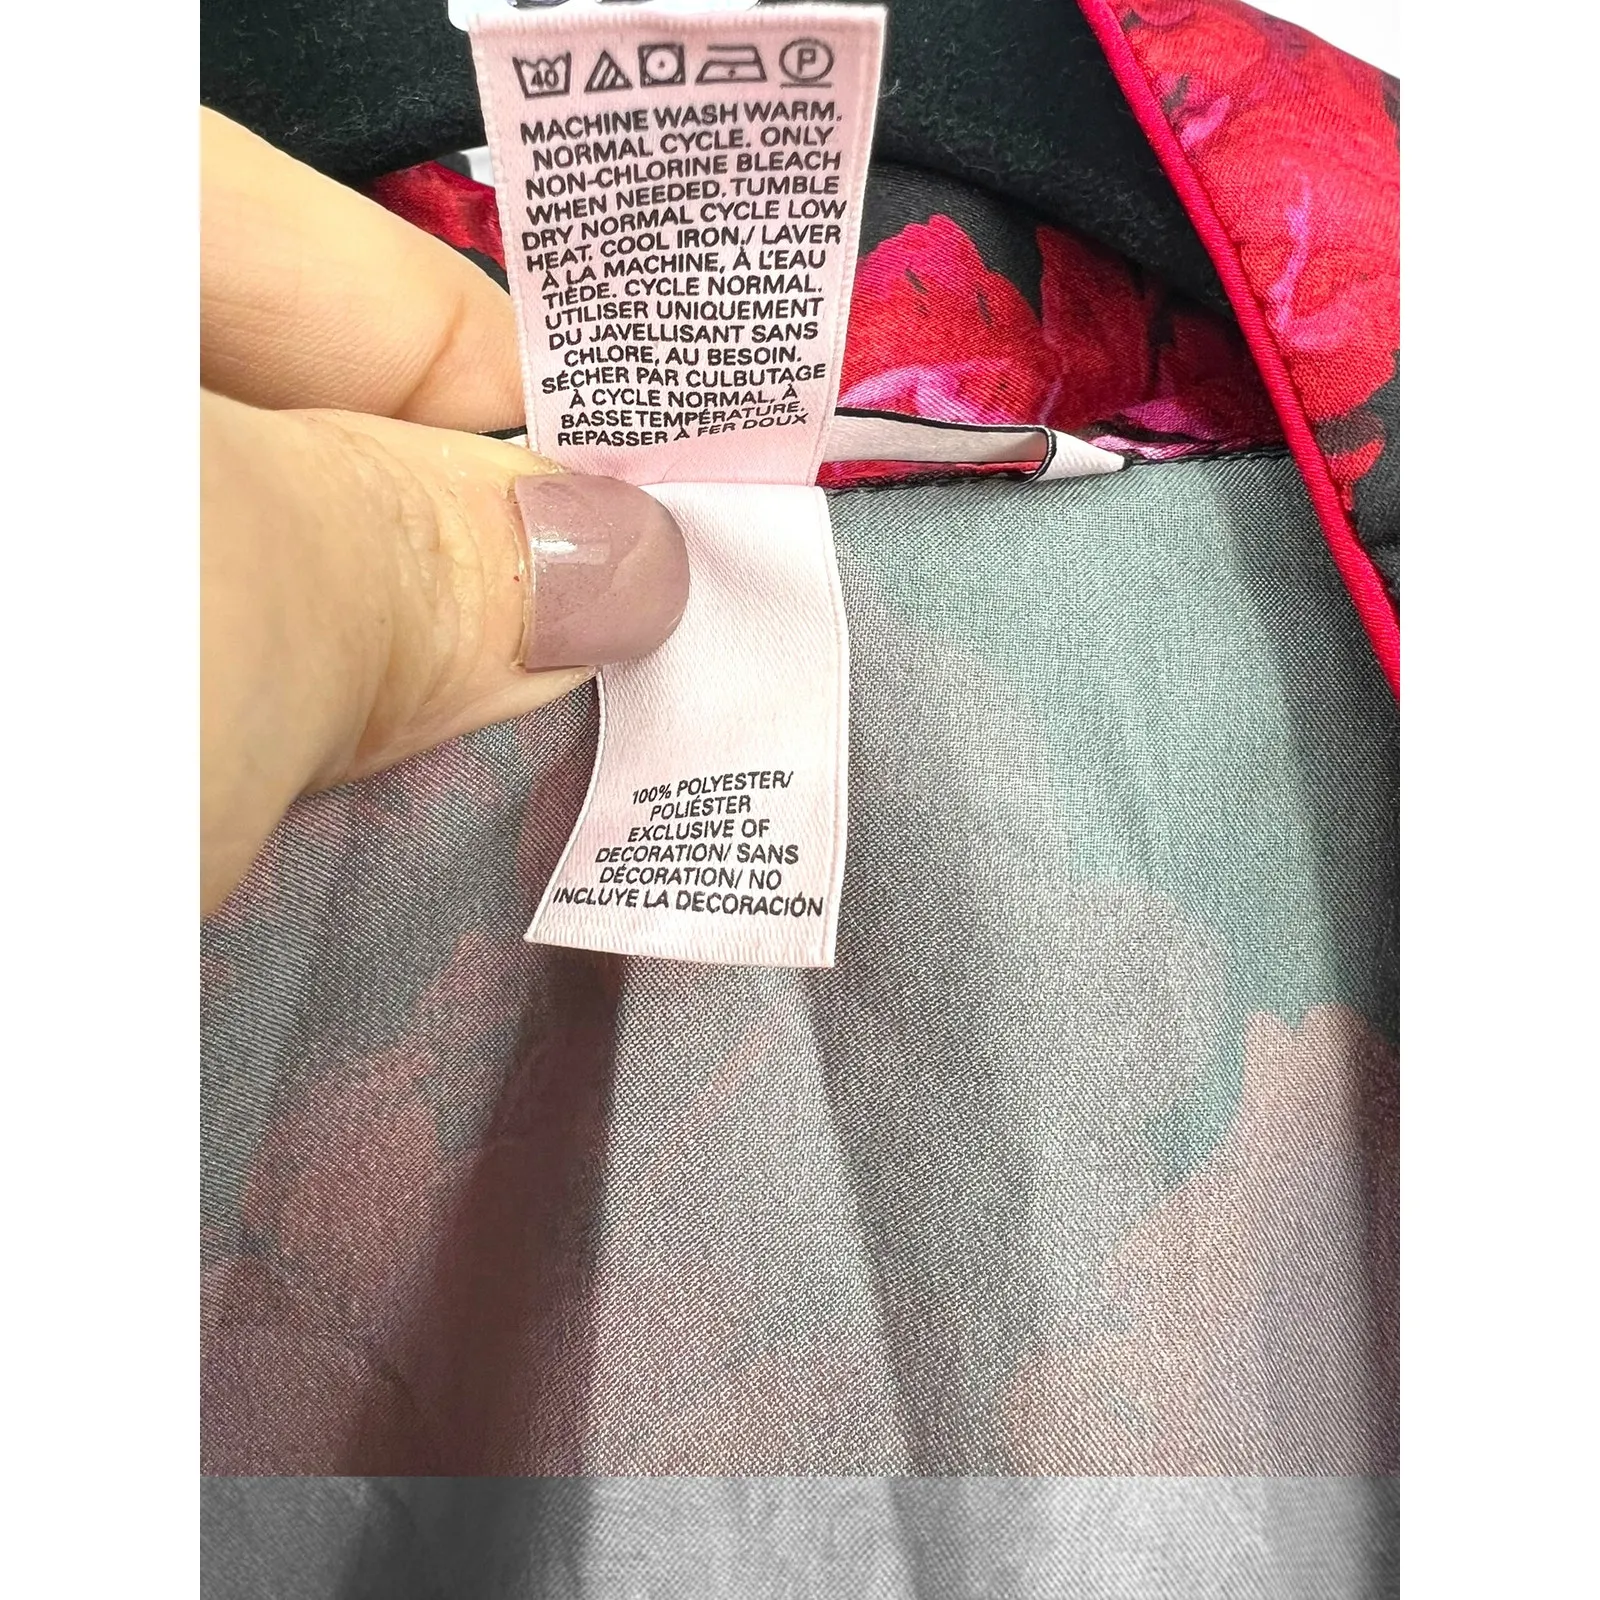 40 P
MACHINE WASH WARM.
NORMAL CYCLE. ONLY
NON-CHLORINE BLEACH
WHEN NEEDED. TUMBLE
DRY NORMAL CYCLE LOW
HEAT. COOL IRON./ LAVER
À LA MACHINE, À L'EAU
TIÈDE. CYCLE NORMAL.
UTILISER UNIQUEMENT
DU JAVELLISANT SANS
CHLORE, AU BESOIN.
SÉCHER PAR CULBUTAGE
À CYCLE NORMAL, À
BASSE TEMPÉRATURE.
REPASSER À FER DOUX
100% POLYESTER/
POLIÉSTER
EXCLUSIVE OF
DECORATION/ SANS
DÉCORATION/ NO
INCLUYE LA DECORACIÓN